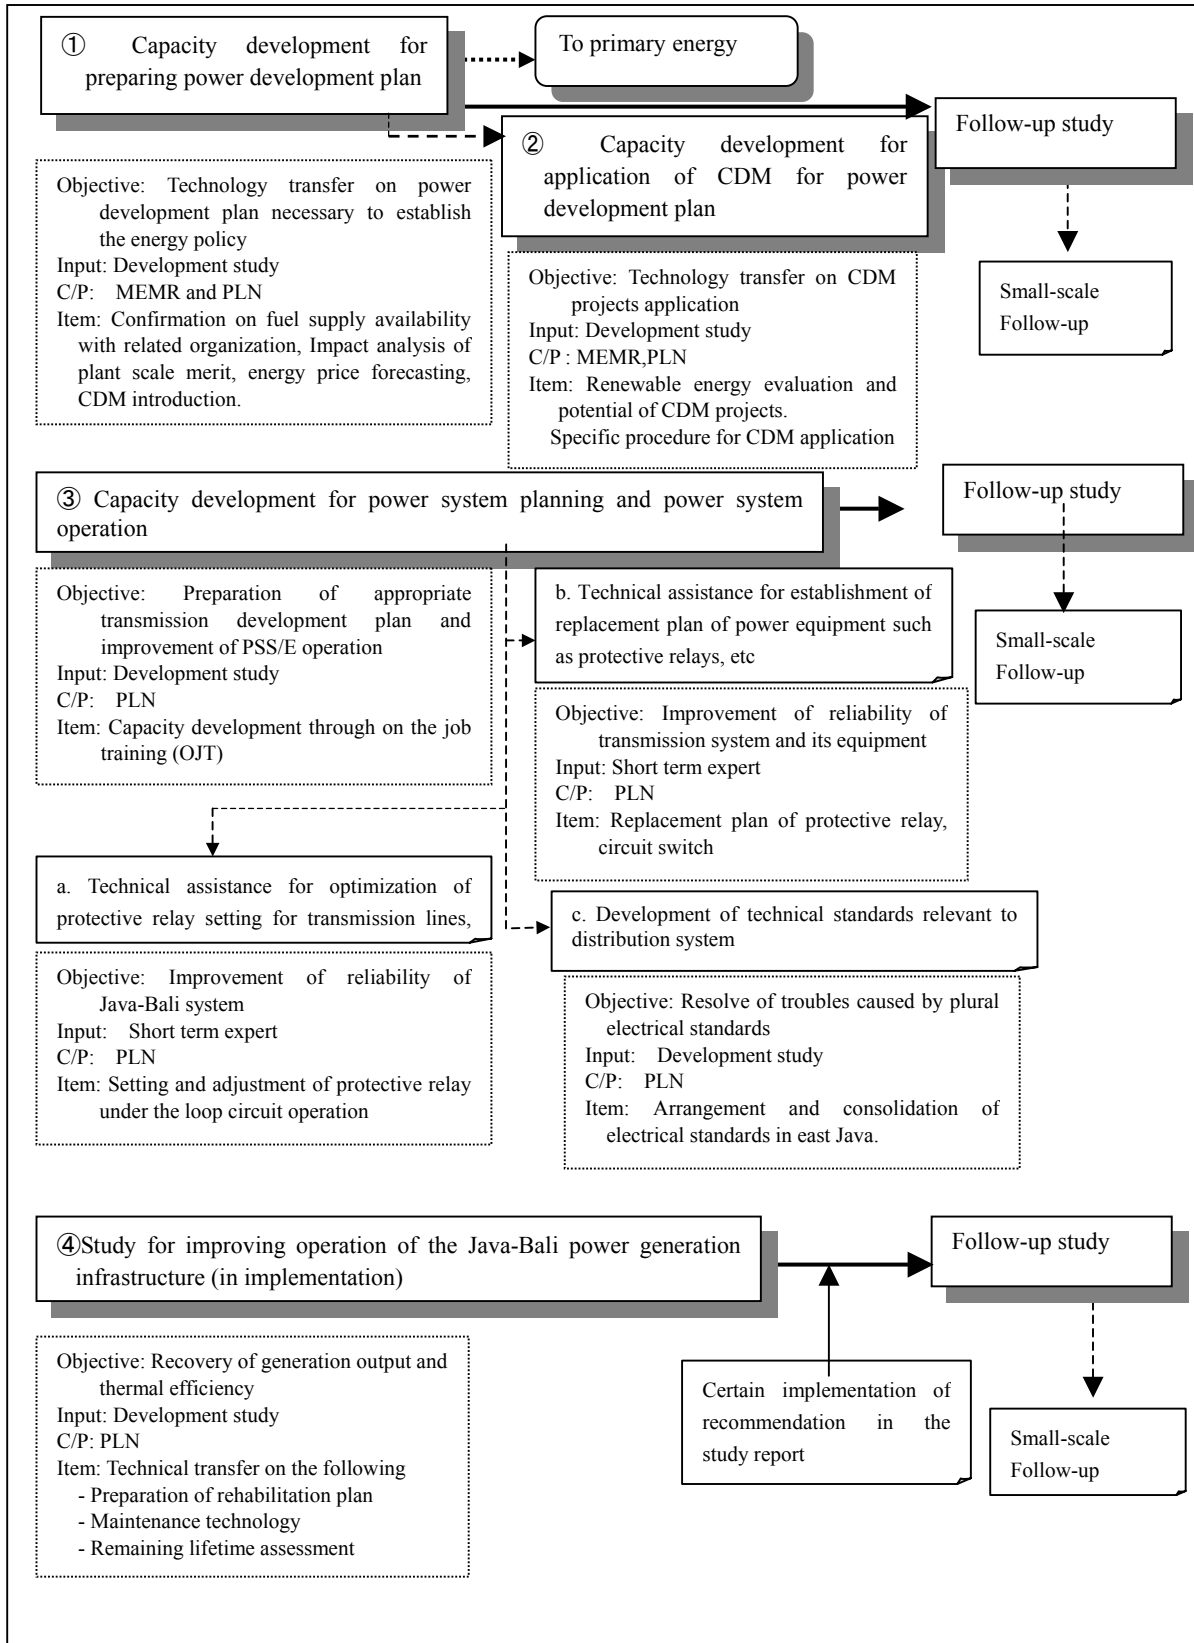 ① Capacity development for
preparing power development plan
To primary energy
Follow-up study
② Capacity development for
application of CDM for power
development plan
Objective: Technology transfer on power
development plan necessary to establish
the energy policy
Input: Development study
C/P: MEMR and PLN
Item: Confirmation on fuel supply availability
with related organization, Impact analysis of
plant scale merit, energy price forecasting,
CDM introduction.
Objective: Technology transfer on CDM
projects application
Input: Development study
C/P : MEMR,PLN
Item: Renewable energy evaluation and
potential of CDM projects.
Specific procedure for CDM application
Small-scale
Follow-up
③ Capacity development for power system planning and power system
operation
Follow-up study
Objective: Preparation of appropriate
transmission development plan and
improvement of PSS/E operation
Input: Development study
C/P: PLN
Item: Capacity development through on the job
training (OJT)
b. Technical assistance for establishment of
replacement plan of power equipment such
as protective relays, etc
Small-scale
Follow-up
Objective: Improvement of reliability of
transmission system and its equipment
Input: Short term expert
C/P: PLN
Item: Replacement plan of protective relay,
circuit switch
a. Technical assistance for optimization of
protective relay setting for transmission lines,
c. Development of technical standards relevant to
distribution system
Objective: Improvement of reliability of
Java-Bali system
Input: Short term expert
C/P: PLN
Item: Setting and adjustment of protective relay
under the loop circuit operation
Objective: Resolve of troubles caused by plural
electrical standards
Input: Development study
C/P: PLN
Item: Arrangement and consolidation of
electrical standards in east Java.
④Study for improving operation of the Java-Bali power generation
infrastructure (in implementation)
Follow-up study
Objective: Recovery of generation output and
thermal efficiency
Input: Development study
C/P: PLN
Item: Technical transfer on the following
- Preparation of rehabilitation plan
- Maintenance technology
- Remaining lifetime assessment
Certain implementation of
recommendation in the
study report
Small-scale
Follow-up